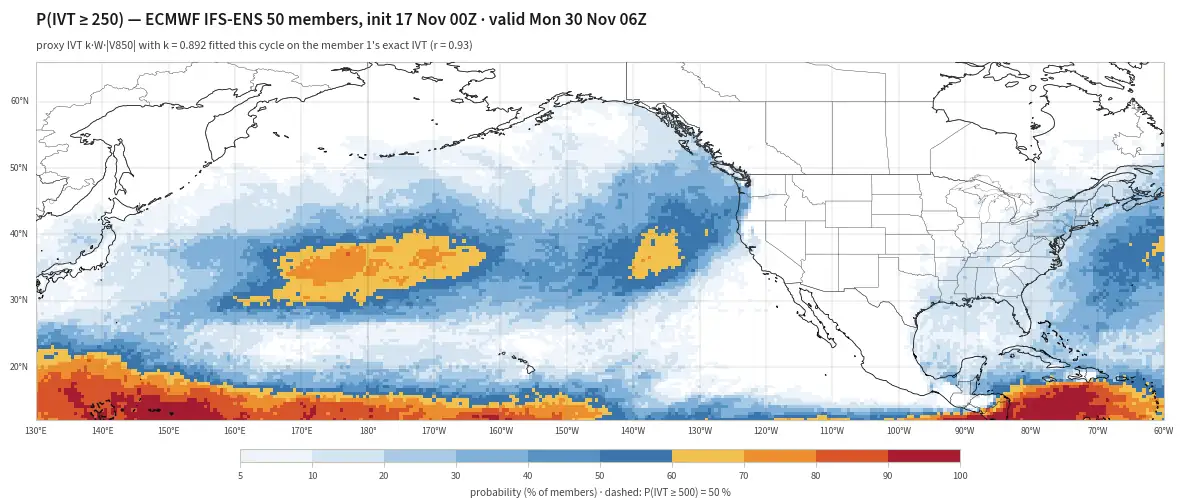 P(IVT ≥ 250) — ECMWF IFS-ENS 50 members, init 17 Nov 00Z · valid Mon 30 Nov 06Z
proxy IVT k·W·|V850| with k = 0.892 fitted this cycle on the member 1's exact IVT (r = 0.93)
60°N
50°N
40°N
30°N
20°N
130°E 140°E 150°E 160°E 170°E 180° 170°W 160°W 150°W 140°W 130°W 120°W 110°W 100°W 90°W 80°W 70°W 60°W
5 10 20 30 40 50 60 70 80 90 100
probability (% of members) · dashed: P(IVT ≥ 500) = 50 %